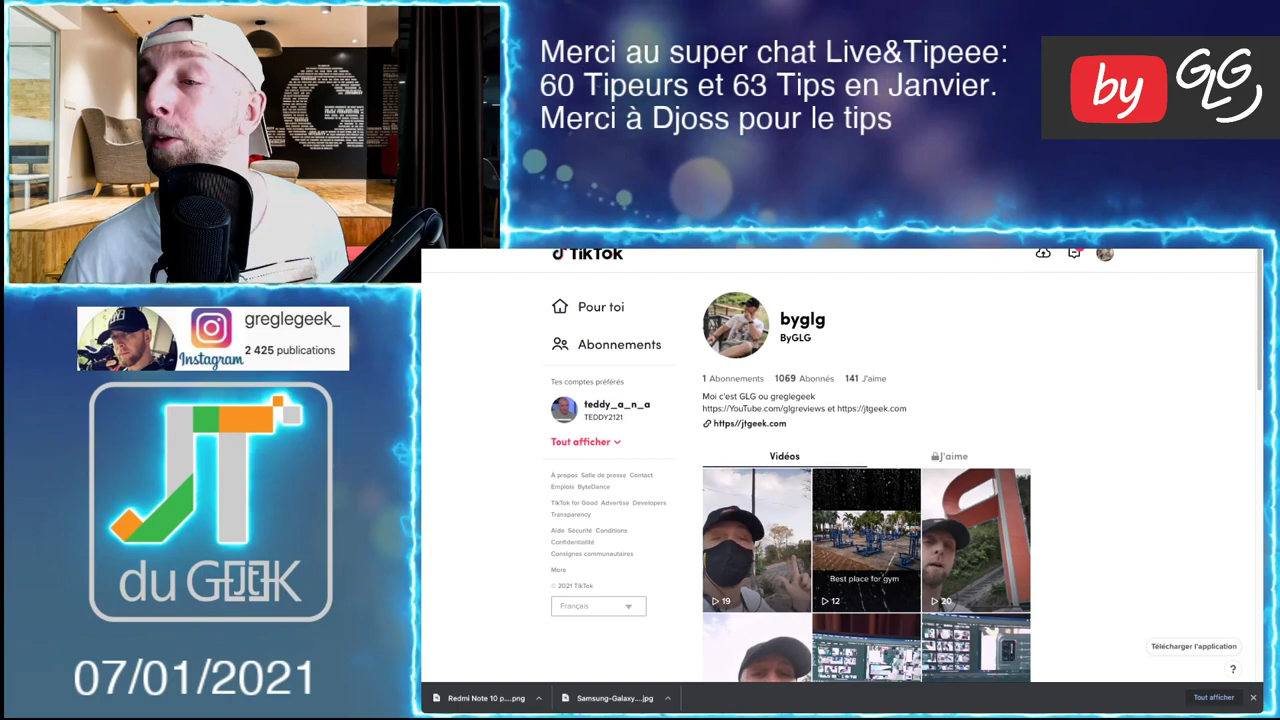 Merci au super chat Live&Tipeee:
60 Tipeurs et 63 Tips en Janvier.
Merci à Djoss pour le tips
by GLG
greglegeek_
2 425 publications
Instagram
JT
du GEEK
07/01/2021
TikTok
Pour toi
Abonnements
Tes comptes préférés
teddy_a_n_a
TEDDY2121
Tout afficher
À propos Salle de presse Contact
Emplois ByteDance
TikTok for Good Advertise Developers
Transparency
Aide Sécurité Conditions
Confidentialité
Consignes communautaires
More
© 2021 TikTok
Français
byglg
ByGLG
1 Abonnements 1069 Abonnés 141 J'aime
Moi c'est GLG ou greglegeek
https://YouTube.com/glgreviews et https://jtgeek.com
https//jtgeek.com
Vidéos
J'aime
19
Best place for gym
12
20
Télécharger l'application
?
Redmi Note 10 p....png
Samsung-Galaxy....jpg
Tout afficher